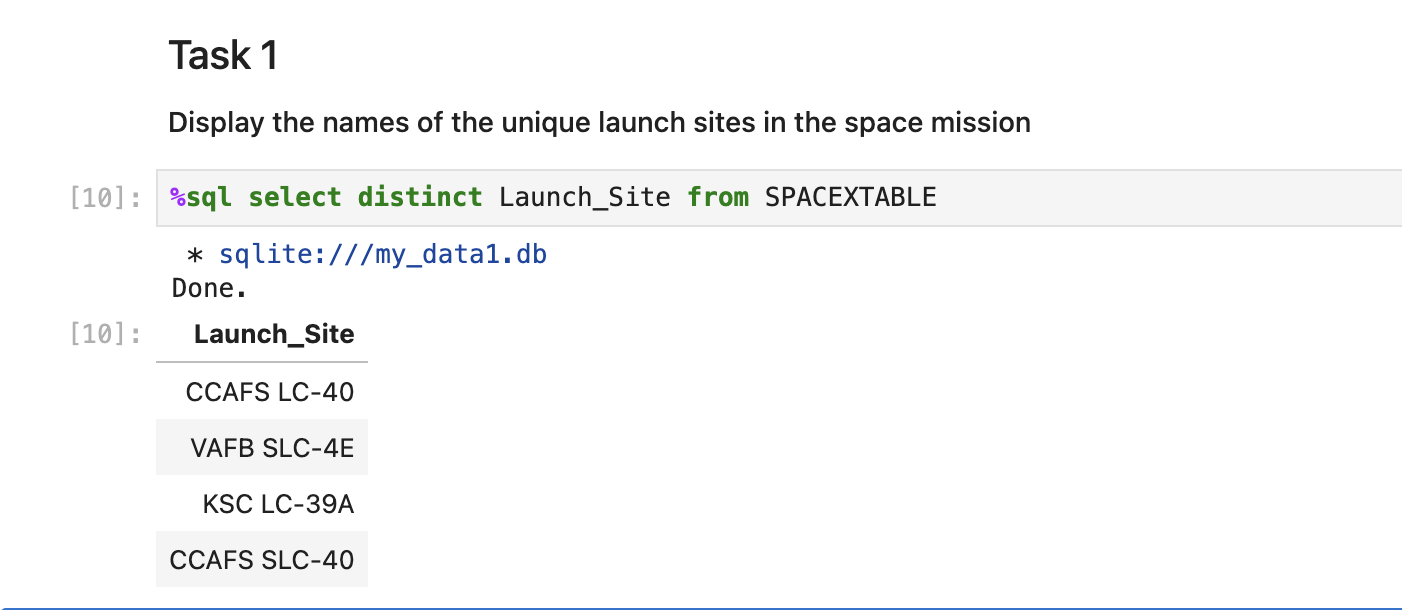 Task 1
Display the names of the unique launch sites in the space mission
[10]: %sql select distinct Launch_Site from SPACEXTABLE
* sqlite:///my_data1.db
Done.
[10]: Launch_Site
CCAFS LC-40
VAFB SLC-4E
KSC LC-39A
CCAFS SLC-40